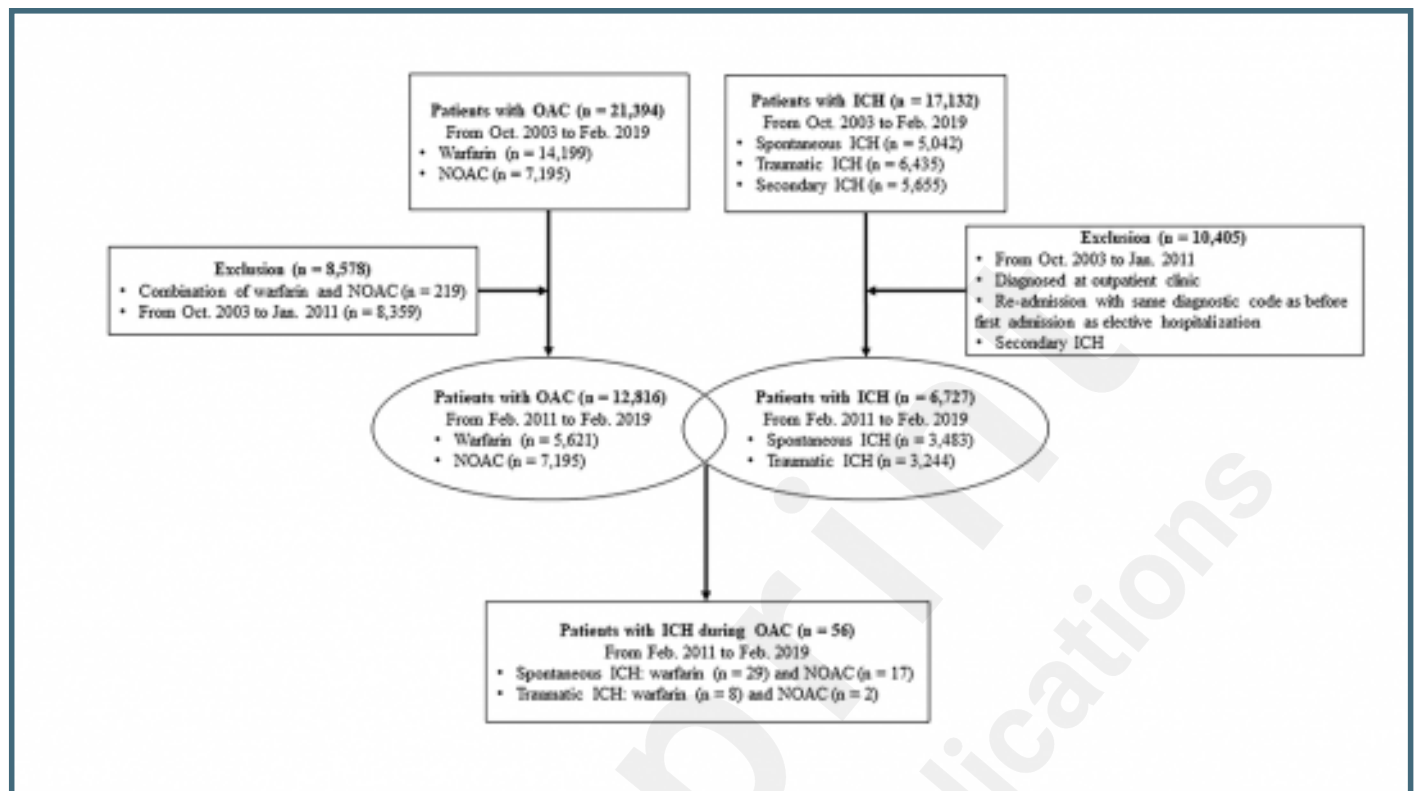 Patients with OAC (n = 21,394)
From Oct. 2003 to Feb. 2019
• Warfarin (n = 14,199)
• NOAC (n = 7,195)
Patients with ICH (n = 17,132)
From Oct. 2003 to Feb. 2019
• Spontaneous ICH (n = 5,042)
• Traumatic ICH (n = 6,435)
• Secondary ICH (n = 5,655)
Exclusion (n = 8,578)
• Combination of warfarin and NOAC (n = 219)
• From Oct. 2003 to Jan. 2011 (n = 8,359)
Exclusion (n = 10,405)
• From Oct. 2003 to Jan. 2011
• Diagnosed at outpatient clinic
• Re-admission with same diagnostic code as before
first admission as elective hospitalization
• Secondary ICH
Patients with OAC (n = 12,816)
From Feb. 2011 to Feb. 2019
• Warfarin (n = 5,621)
• NOAC (n = 7,195)
Patients with ICH (n = 6,727)
From Feb. 2011 to Feb. 2019
• Spontaneous ICH (n = 3,483)
• Traumatic ICH (n = 3,244)
Patients with ICH during OAC (n = 56)
From Feb. 2011 to Feb. 2019
• Spontaneous ICH: warfarin (n = 29) and NOAC (n = 17)
• Traumatic ICH: warfarin (n = 8) and NOAC (n = 2)
print
lications